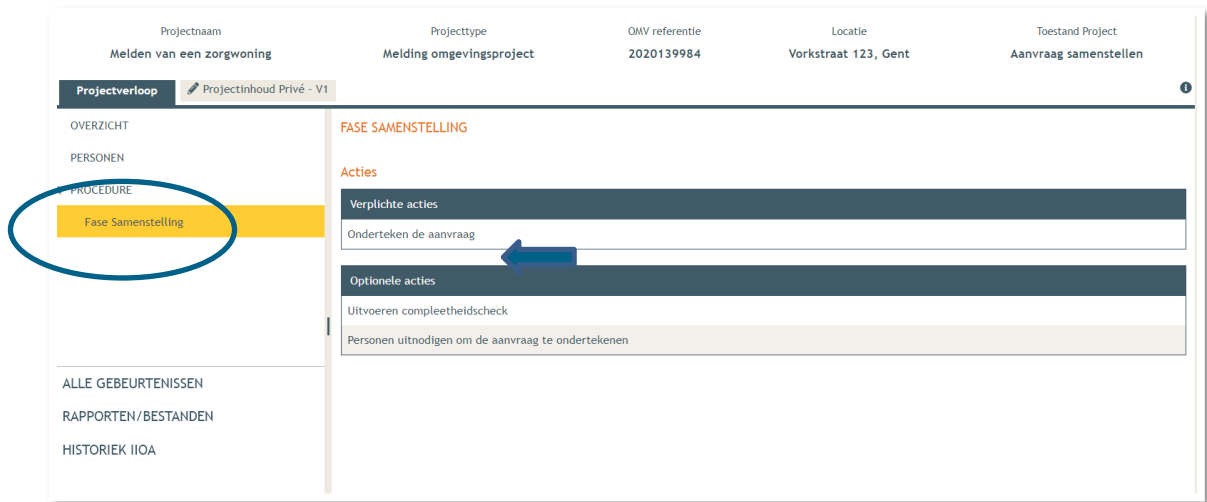 Projectnaam Projecttype OMV referentie Locatie Toestand Project
Melden van een zorgwoning Melding omgevingsproject 2020139984 Vorkstraat 123, Gent Aanvraag samenstellen
Projectverloop Projectinhoud Privé - V1
OVERZICHT
PERSONEN
PROCEDURE
Fase Samenstelling
ALLE GEBEURTENISSEN
RAPPORTEN/BESTANDEN
HISTORIEK IIOA
FASE SAMENSTELLING
Acties
Verplichte acties
Onderteken de aanvraag
Optionele acties
Uitvoeren compleetheidscheck
Personen uitnodigen om de aanvraag te ondertekenen